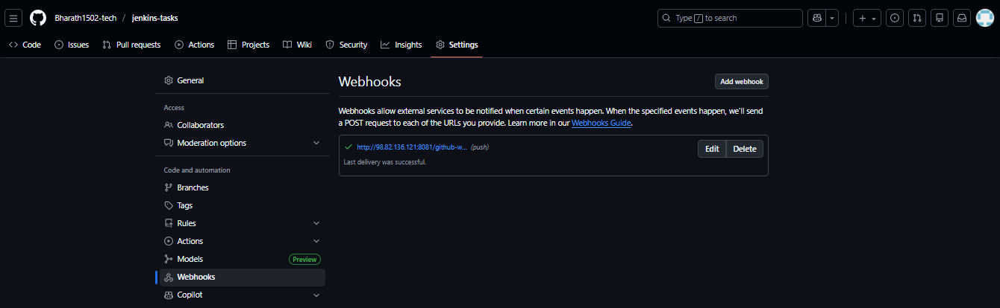 Bharath1502-tech / jenkins-tasks
Type / to search
Code Issues Pull requests Actions Projects Wiki Security Insights Settings
General
Access
Collaborators
Moderation options
Code and automation
Branches
Tags
Rules
Actions
Models Preview
Webhooks
Copilot
Webhooks
Add webhook
Webhooks allow external services to be notified when certain events happen. When the specified events happen, we'll send
a POST request to each of the URLs you provide. Learn more in our Webhooks Guide.
http://98.82.136.121:8081/github-w... (push)
Edit Delete
Last delivery was successful.